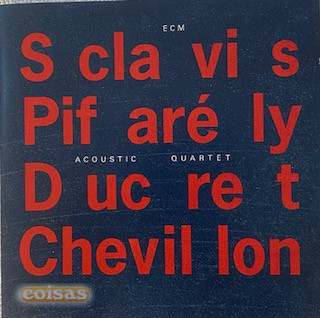 ECM
S cla vi s
Pif aré ly
ACOUSTIC QUARTET
D uc re t
Chevil lon
coisas